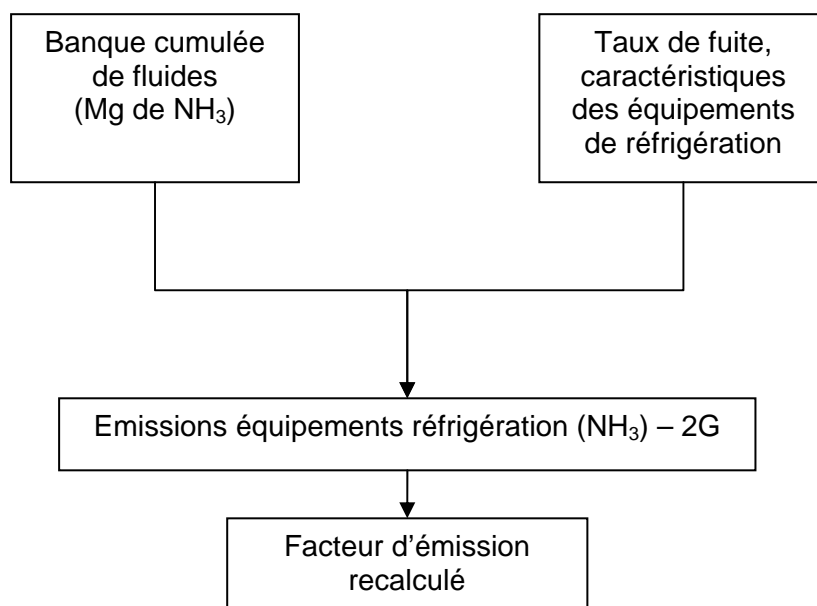 Banque cumulée
de fluides
(Mg de NH₃)
Taux de fuite,
caractéristiques
des équipements
de réfrigération
Emissions équipements réfrigération (NH₃) – 2G
Facteur d’émission
recalculé